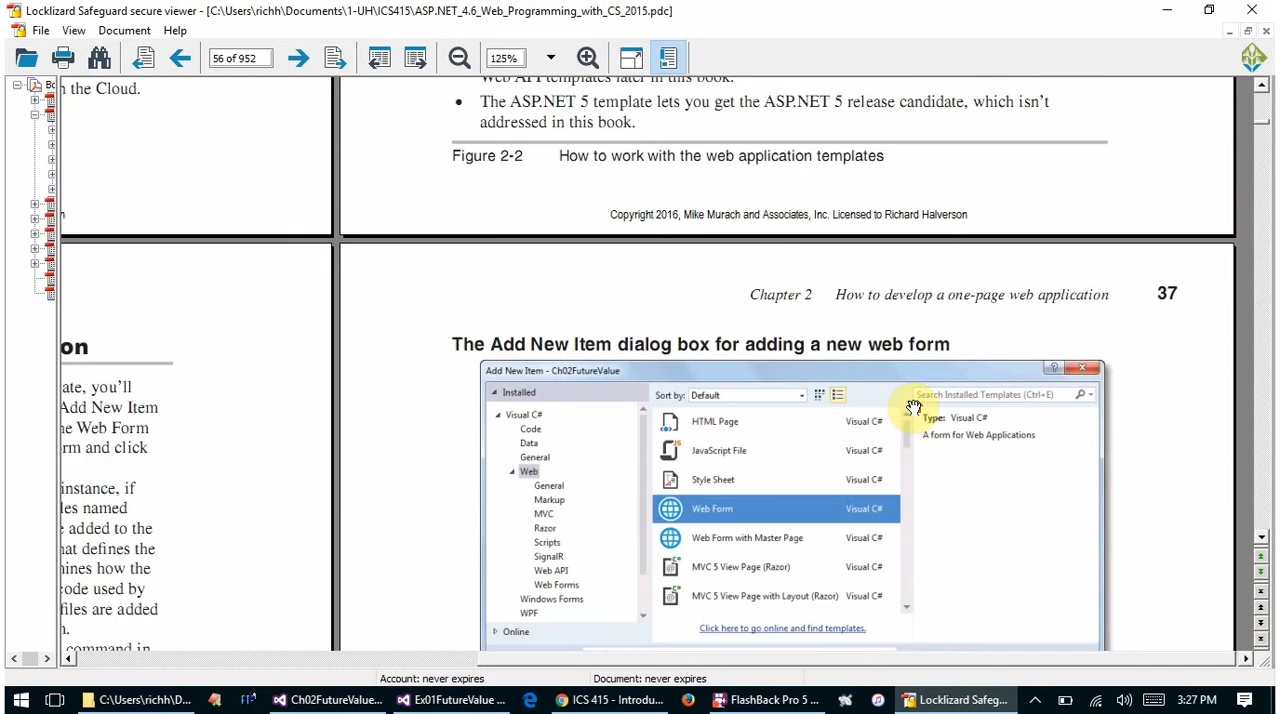 Locklizard Safeguard secure viewer - [C:\Users\richh\Documents\1-UH\ICS415\ASP.NET_4.6_Web_Programming_with_CS_2015.pdc]
File View Document Help
56 of 952
125%
Bo
n the Cloud.
Web API templates later in this book.
• The ASP.NET 5 template lets you get the ASP.NET 5 release candidate, which isn't
addressed in this book.
Figure 2-2 How to work with the web application templates
Copyright 2016, Mike Murach and Associates, Inc. Licensed to Richard Halverson
Chapter 2 How to develop a one-page web application 37
on
ate, you'll
Add New Item
he Web Form
rm and click
instance, if
les named
e added to the
hat defines the
nines how the
code used by
files are added
n.
command in
The Add New Item dialog box for adding a new web form
Add New Item - Ch02FutureValue
Installed
Sort by: Default
Search Installed Templates (Ctrl+E)
Visual C#
Code
Data
General
Web
General
Markup
MVC
Razor
Scripts
SignalR
Web API
Web Forms
Windows Forms
WPF
Online
HTML Page Visual C#
JavaScript File Visual C#
Style Sheet Visual C#
Web Form Visual C#
Web Form with Master Page Visual C#
MVC 5 View Page (Razor) Visual C#
MVC 5 View Page with Layout (Razor) Visual C#
Click here to go online and find templates.
Type: Visual C#
A form for Web Applications
Account: never expires Document: never expires
C:\Users\richh\D...
Ch02FutureValue ...
Ex01FutureValue ...
ICS 415 - Introdu...
FlashBack Pro 5 ...
Locklizard Safeg...
3:27 PM